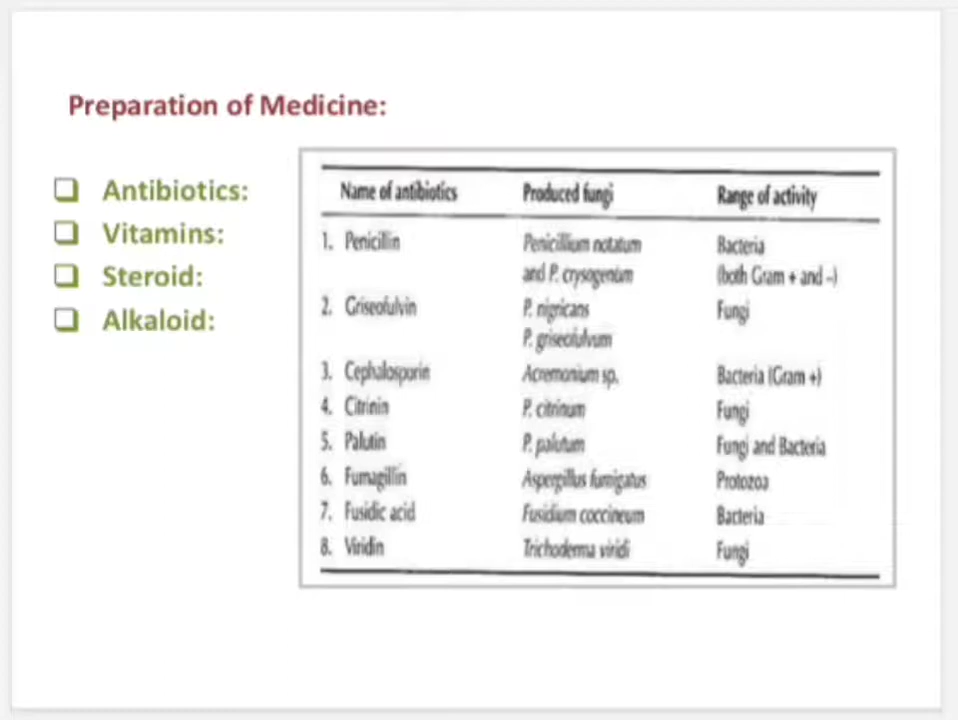 Preparation of Medicine:
❑ Antibiotics:
❑ Vitamins:
❑ Steroid:
❑ Alkaloid:
Name of antibiotics Produced fungi Range of activity
1. Penicillin Penicillium notatum Bacteria
and P. crysogenum (both Gram + and –)
2. Griseofulvin P. nigricans Fungi
P. griseofulvum
3. Cephalosporin Acremonium sp. Bacteria (Gram +)
4. Citrinin P. citrinum Fungi
5. Palutin P. palutum Fungi and Bacteria
6. Fumagillin Aspergillus fumigatus Protozoa
7. Fusidic acid Fusidium coccineum Bacteria
8. Viridin Trichoderma viridi Fungi